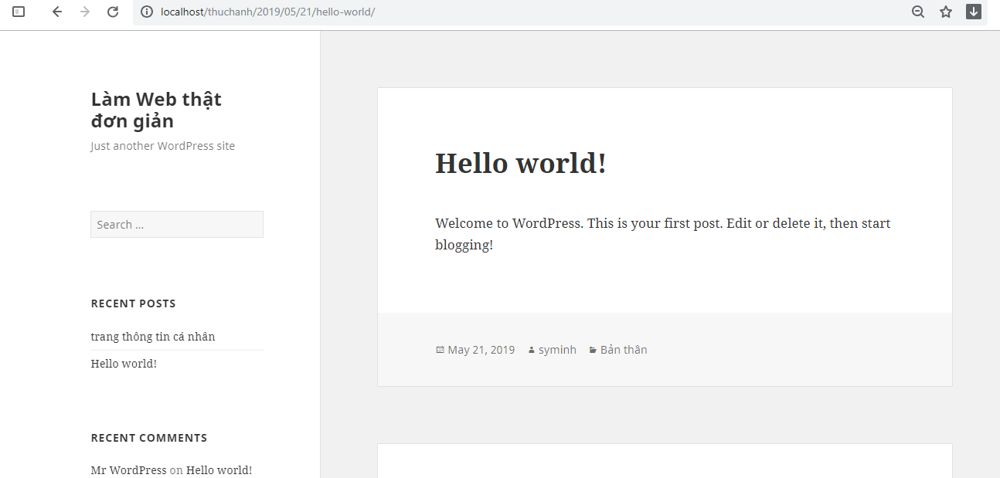 localhost/thuchanh/2019/05/21/hello-world/
Làm Web thật
đơn giản
Just another WordPress site
Search ...
RECENT POSTS
trang thông tin cá nhân
Hello world!
RECENT COMMENTS
Mr WordPress on Hello world!
Hello world!
Welcome to WordPress. This is your first post. Edit or delete it, then start
blogging!
May 21, 2019 syminh Bản thân